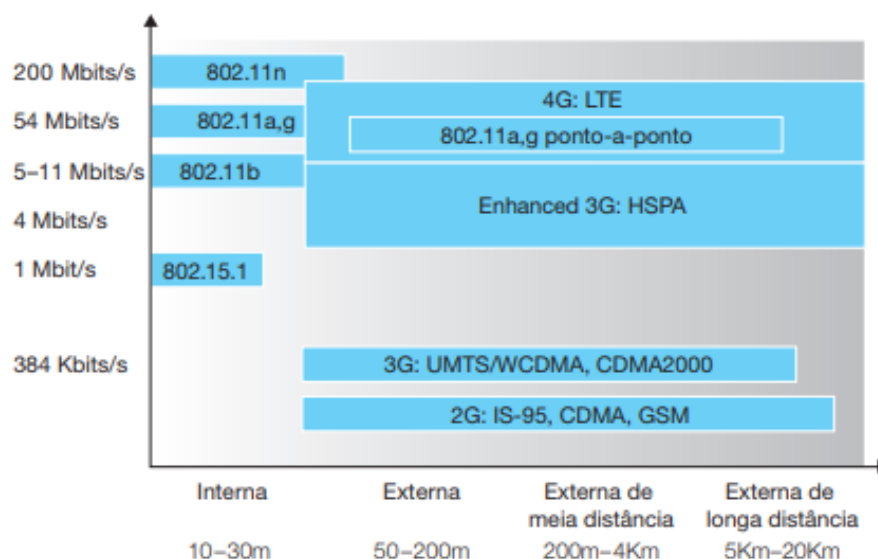 200 Mbits/s
802.11n
4G: LTE
54 Mbits/s
802.11a,g
802.11a,g ponto-a-ponto
5–11 Mbits/s
802.11b
Enhanced 3G: HSPA
4 Mbits/s
1 Mbit/s
802.15.1
384 Kbits/s
3G: UMTS/WCDMA, CDMA2000
2G: IS-95, CDMA, GSM
Interna
10–30m
Externa
50–200m
Externa de
meia distância
200m–4Km
Externa de
longa distância
5Km–20Km